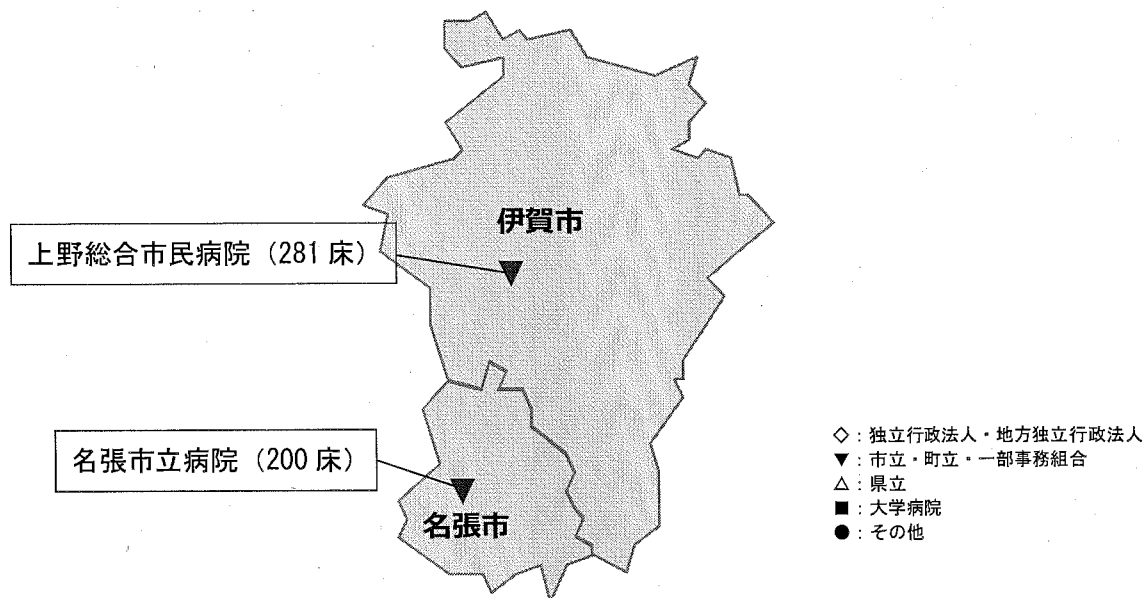 伊賀市
上野総合市民病院(281床)
名張市立病院(200床)
名張市
◇:独立行政法人・地方独立行政法人
▼:市立・町立・一部事務組合
△:県立
■:大学病院
●:その他